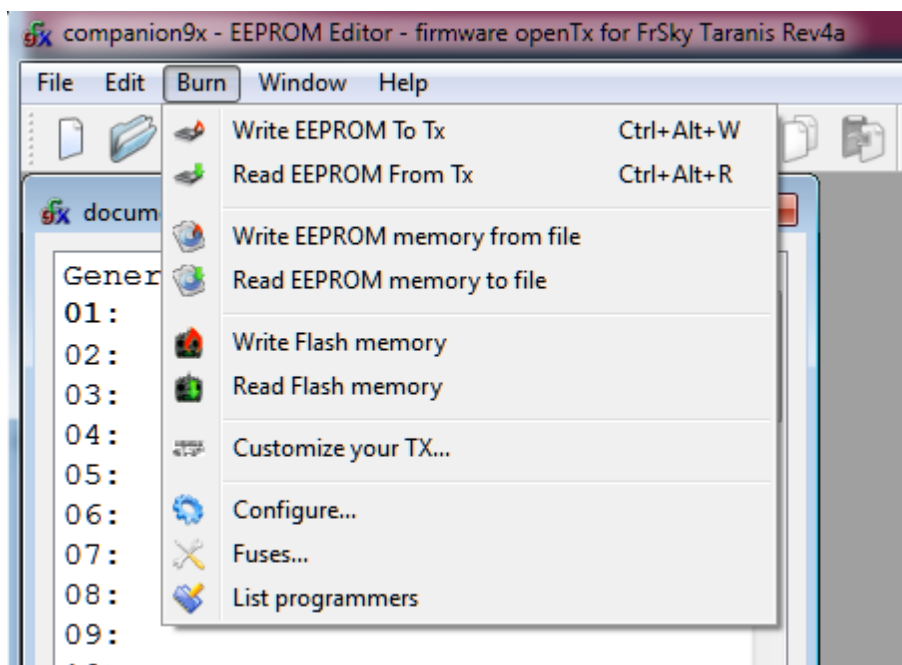 companion9x - EEPROM Editor - firmware openTx for FrSky Taranis Rev4a
File Edit Burn Window Help
Write EEPROM To Tx Ctrl+Alt+W
Read EEPROM From Tx Ctrl+Alt+R
docum
Write EEPROM memory from file
Gener
Read EEPROM memory to file
01:
Write Flash memory
02:
Read Flash memory
03:
04:
Customize your TX...
05:
06:
Configure...
07:
Fuses...
08:
List programmers
09: